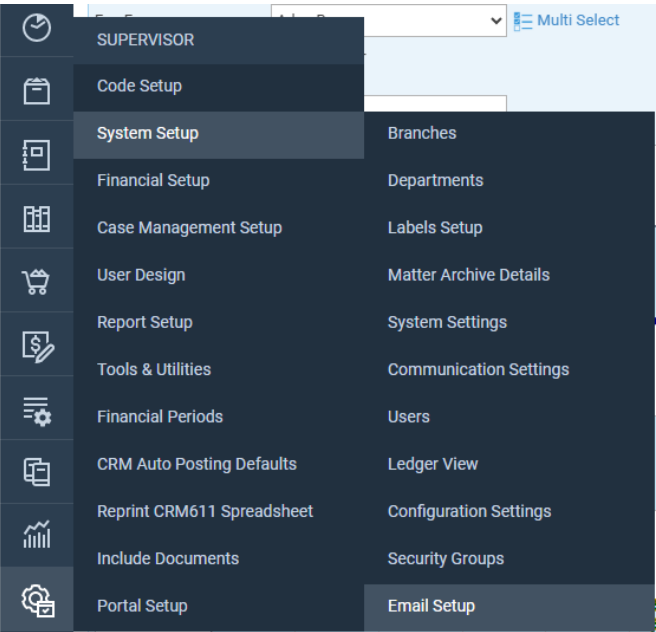 Multi Select
SUPERVISOR
Code Setup
System Setup
Financial Setup
Case Management Setup
User Design
Report Setup
Tools & Utilities
Financial Periods
CRM Auto Posting Defaults
Reprint CRM611 Spreadsheet
Include Documents
Portal Setup
Branches
Departments
Labels Setup
Matter Archive Details
System Settings
Communication Settings
Users
Ledger View
Configuration Settings
Security Groups
Email Setup